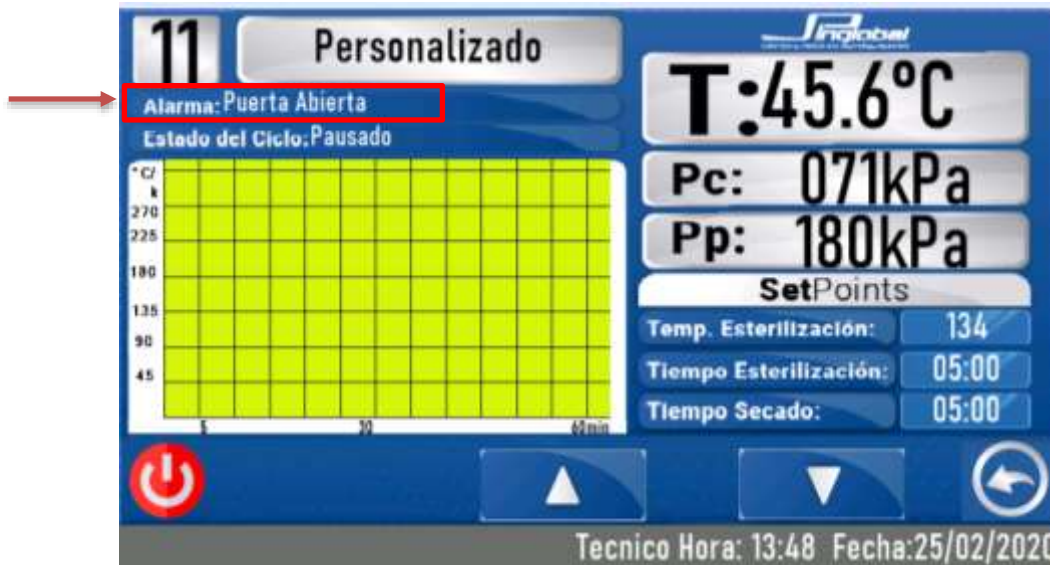 11
Personalizado
Alarma: Puerta Abierta
Estado del Ciclo: Pausado
°C/
k
270
225
180
135
90
45
5
60min
T:45.6°C
Pc: 071kPa
Pp: 180kPa
SetPoints
Temp. Esterilización: 134
Tiempo Esterilización: 05:00
Tiempo Secado: 05:00
Tecnico Hora: 13:48 Fecha:25/02/2020